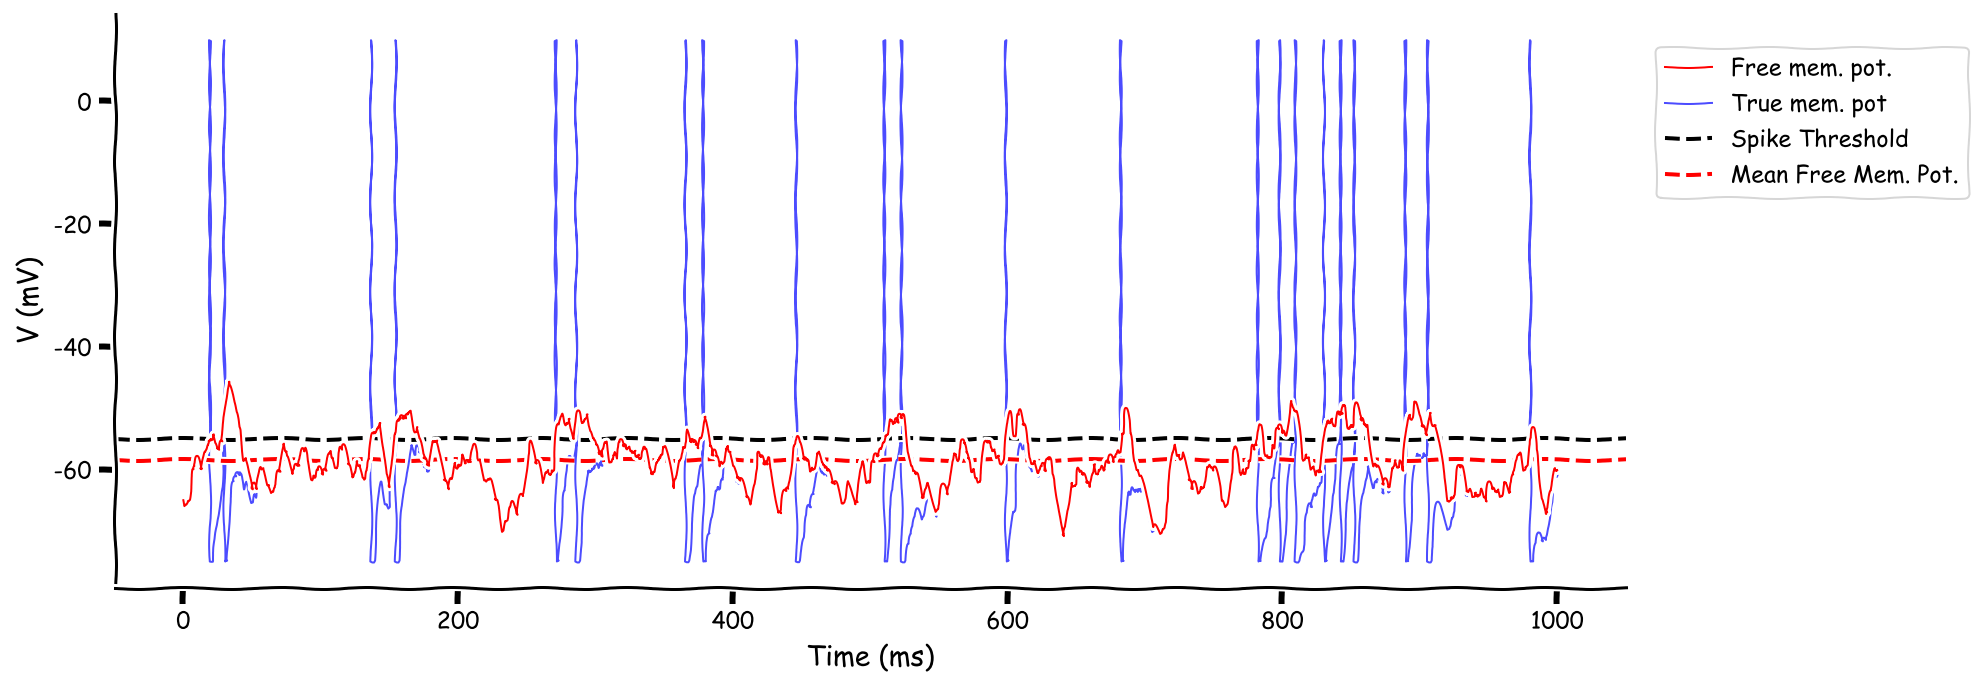 0
-20
-40
-60
V (mV)
0
200
400
600
800
1000
Time (ms)
Free mem. pot.
True mem. pot
Spike Threshold
Mean Free Mem. Pot.